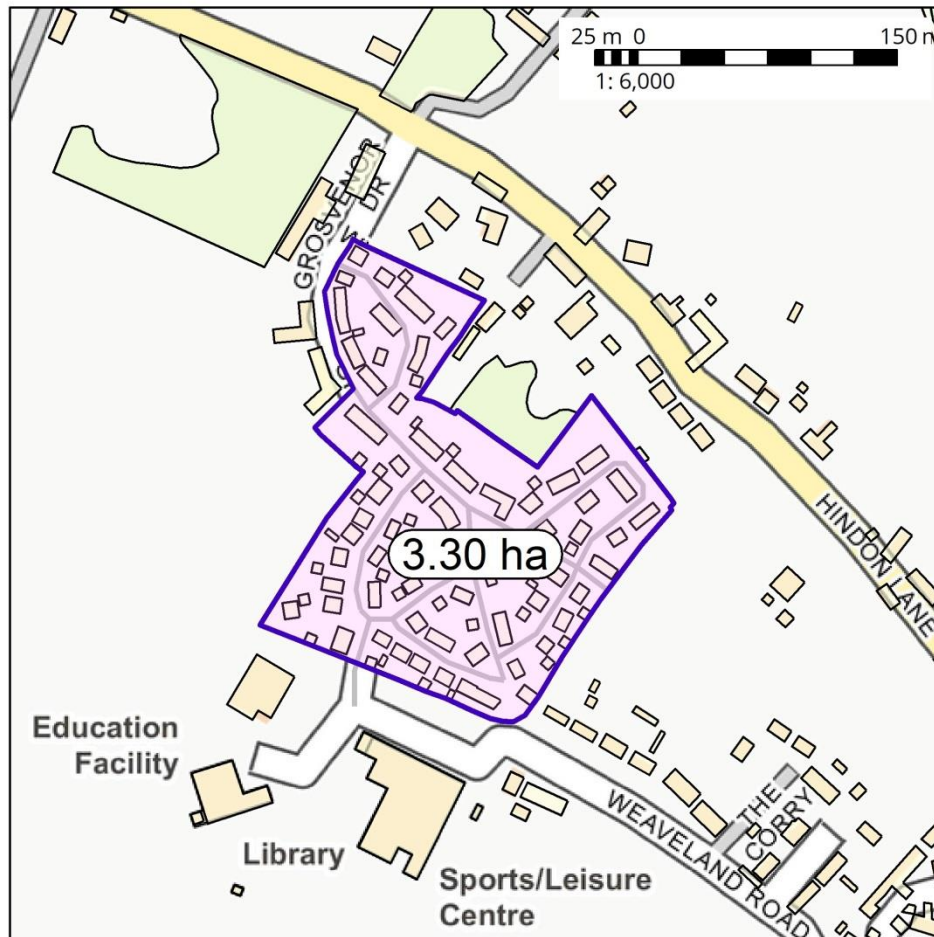 25 m 0 150 m
1: 6,000
GROSVENOR
DR
3.30 ha
HINDON LANE
Education
Facility
Library
Sports/Leisure
Centre
WEAVELAND ROAD
THE
CORRY